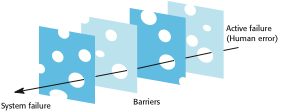 Active failure
(Human error)
Barriers
System failure